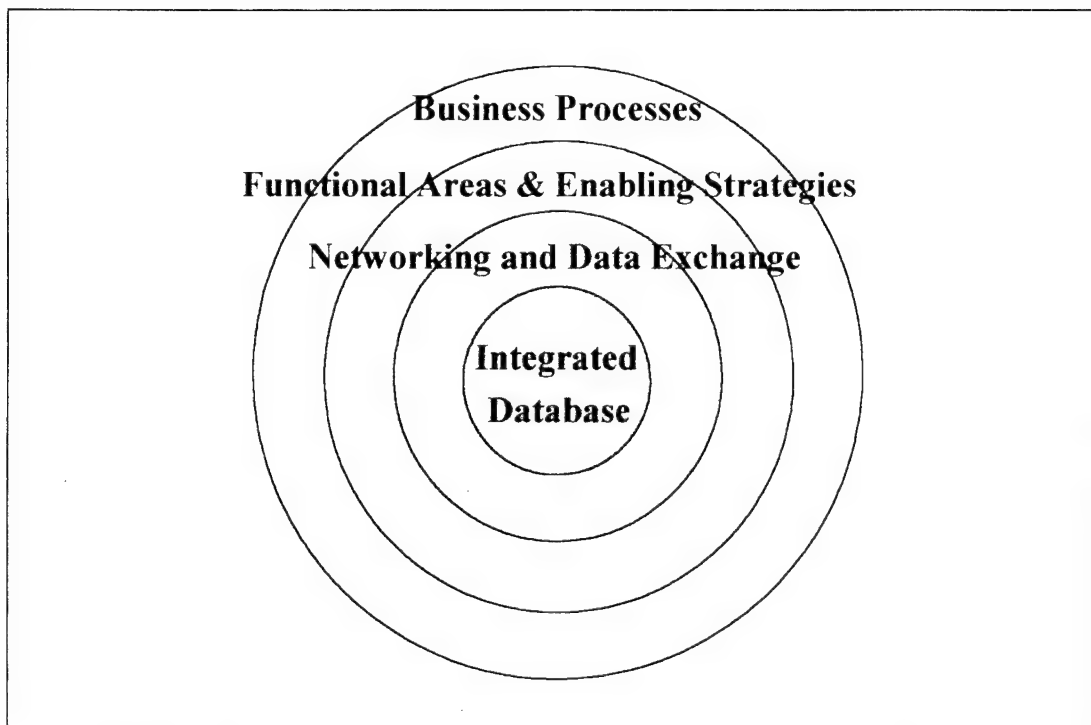 Business Processes
Functional Areas & Enabling Strategies
Networking and Data Exchange
Integrated
Database